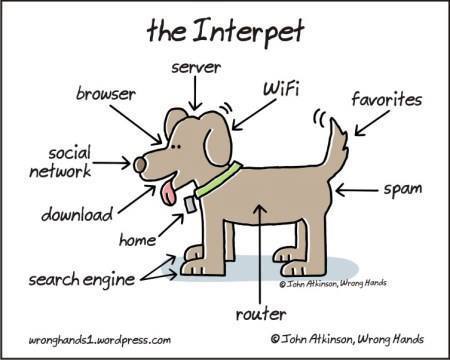 the Interpet
server
WiFi
browser
favorites
social
network
spam
download
home
search engine
© John Atkinson, Wrong Hands
router
wronghands1.wordpress.com
© John Atkinson, Wrong Hands